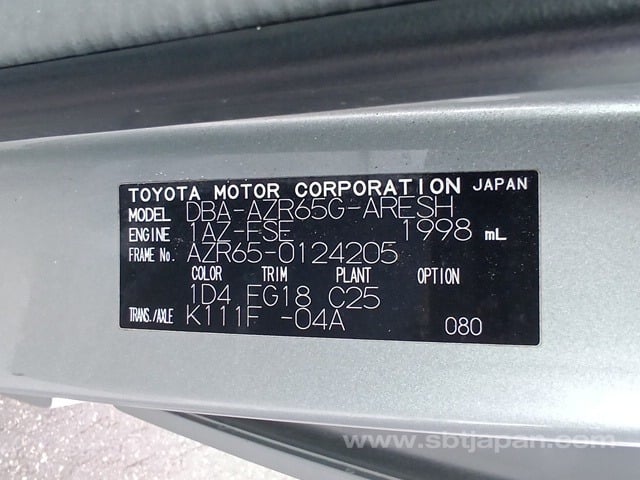 TOYOTA MOTOR CORPORATION JAPAN
MODEL DBA-AZR65G-ARESH
ENGINE 1AZ-FSE 1998 mL
FRAME No. AZR65-0124205
COLOR TRIM PLANT OPTION
1D4 FG18 C25
TRANS./AXLE K111F -04A 080
www.sbtjapan.com